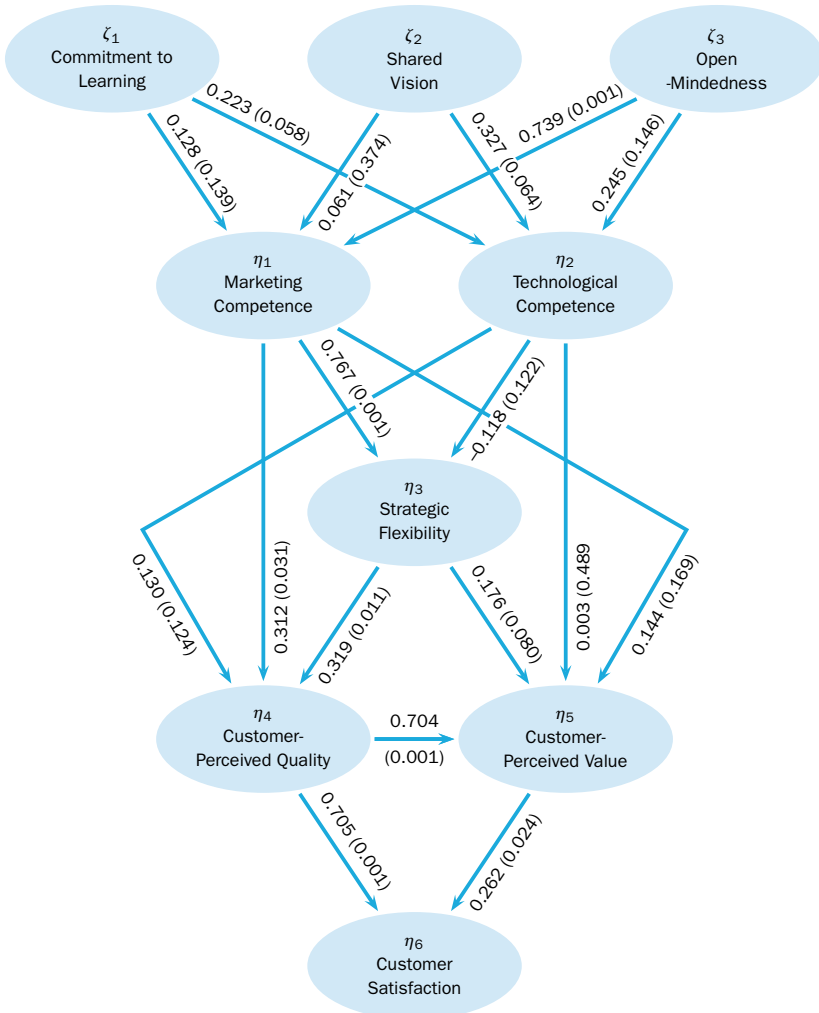 ζ1
Commitment to
Learning
ζ2
Shared
Vision
ζ3
Open
-Mindedness
0.223 (0.058)
0.128 (0.139)
0.061 (0.374)
0.327 (0.064)
0.739 (0.001)
0.245 (0.146)
η1
Marketing
Competence
η2
Technological
Competence
0.767 (0.001)
–0.118 (0.122)
η3
Strategic
Flexibility
0.130 (0.124)
0.312 (0.031)
0.319 (0.011)
0.176 (0.080)
0.003 (0.489
0.144 (0.169)
η4
Customer-
Perceived Quality
0.704
(0.001)
η5
Customer-
Perceived Value
0.705 (0.001)
0.262 (0.024)
η6
Customer
Satisfaction